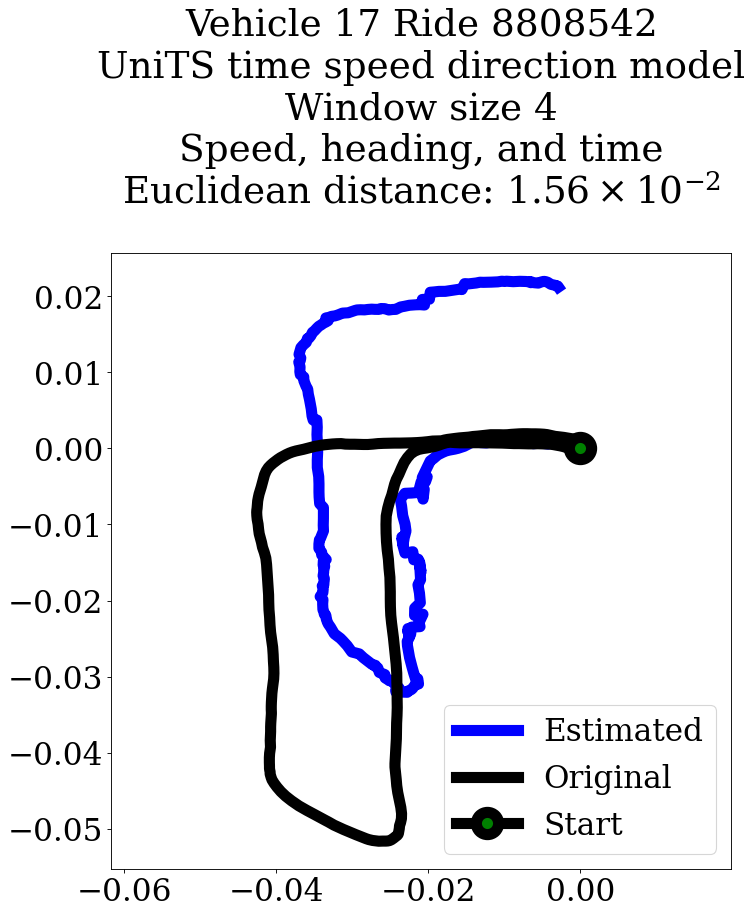 Vehicle 17 Ride 8808542
UniTS time speed direction model
Window size 4
Speed, heading, and time
Euclidean distance: 1.56 × 10⁻²
0.02
0.01
0.00
−0.01
−0.02
−0.03
−0.04
−0.05
Estimated
Original
Start
−0.06 −0.04 −0.02 0.00